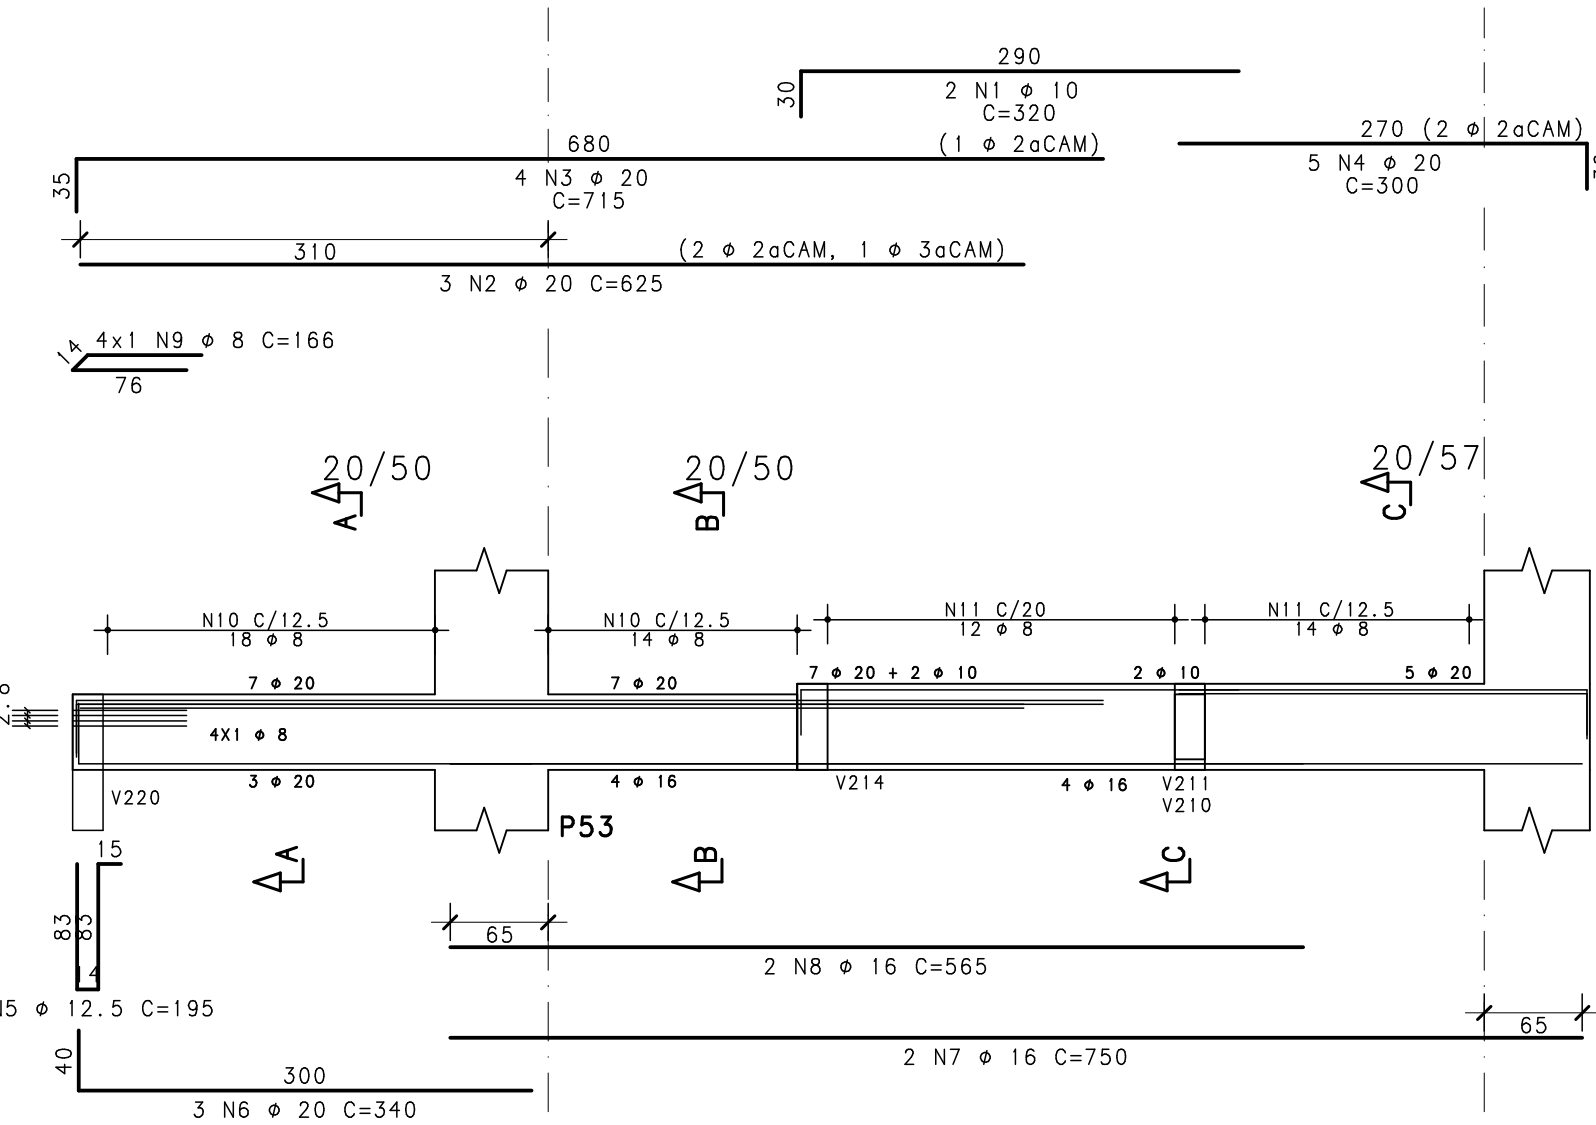 290
30
2 N1 ϕ 10
C=320
680
(1 ϕ 2aCAM)
270 (2 ϕ 2aCAM)
35
4 N3 ϕ 20
C=715
5 N4 ϕ 20
C=300
310
(2 ϕ 2aCAM, 1 ϕ 3aCAM)
3 N2 ϕ 20 C=625
14
4x1 N9 ϕ 8 C=166
76
20/50
A
20/50
B
20/57
C
N10 C/12.5
18 ϕ 8
N10 C/12.5
14 ϕ 8
N11 C/20
12 ϕ 8
N11 C/12.5
14 ϕ 8
7 ϕ 20
7 ϕ 20
7 ϕ 20 + 2 ϕ 10
2 ϕ 10
5 ϕ 20
4X1 ϕ 8
3 ϕ 20
4 ϕ 16
V214
4 ϕ 16
V211
V210
V220
P53
15
A
B
C
83
83
14
65
2 N8 ϕ 16 C=565
N5 ϕ 12.5 C=195
65
40
300
2 N7 ϕ 16 C=750
3 N6 ϕ 20 C=340